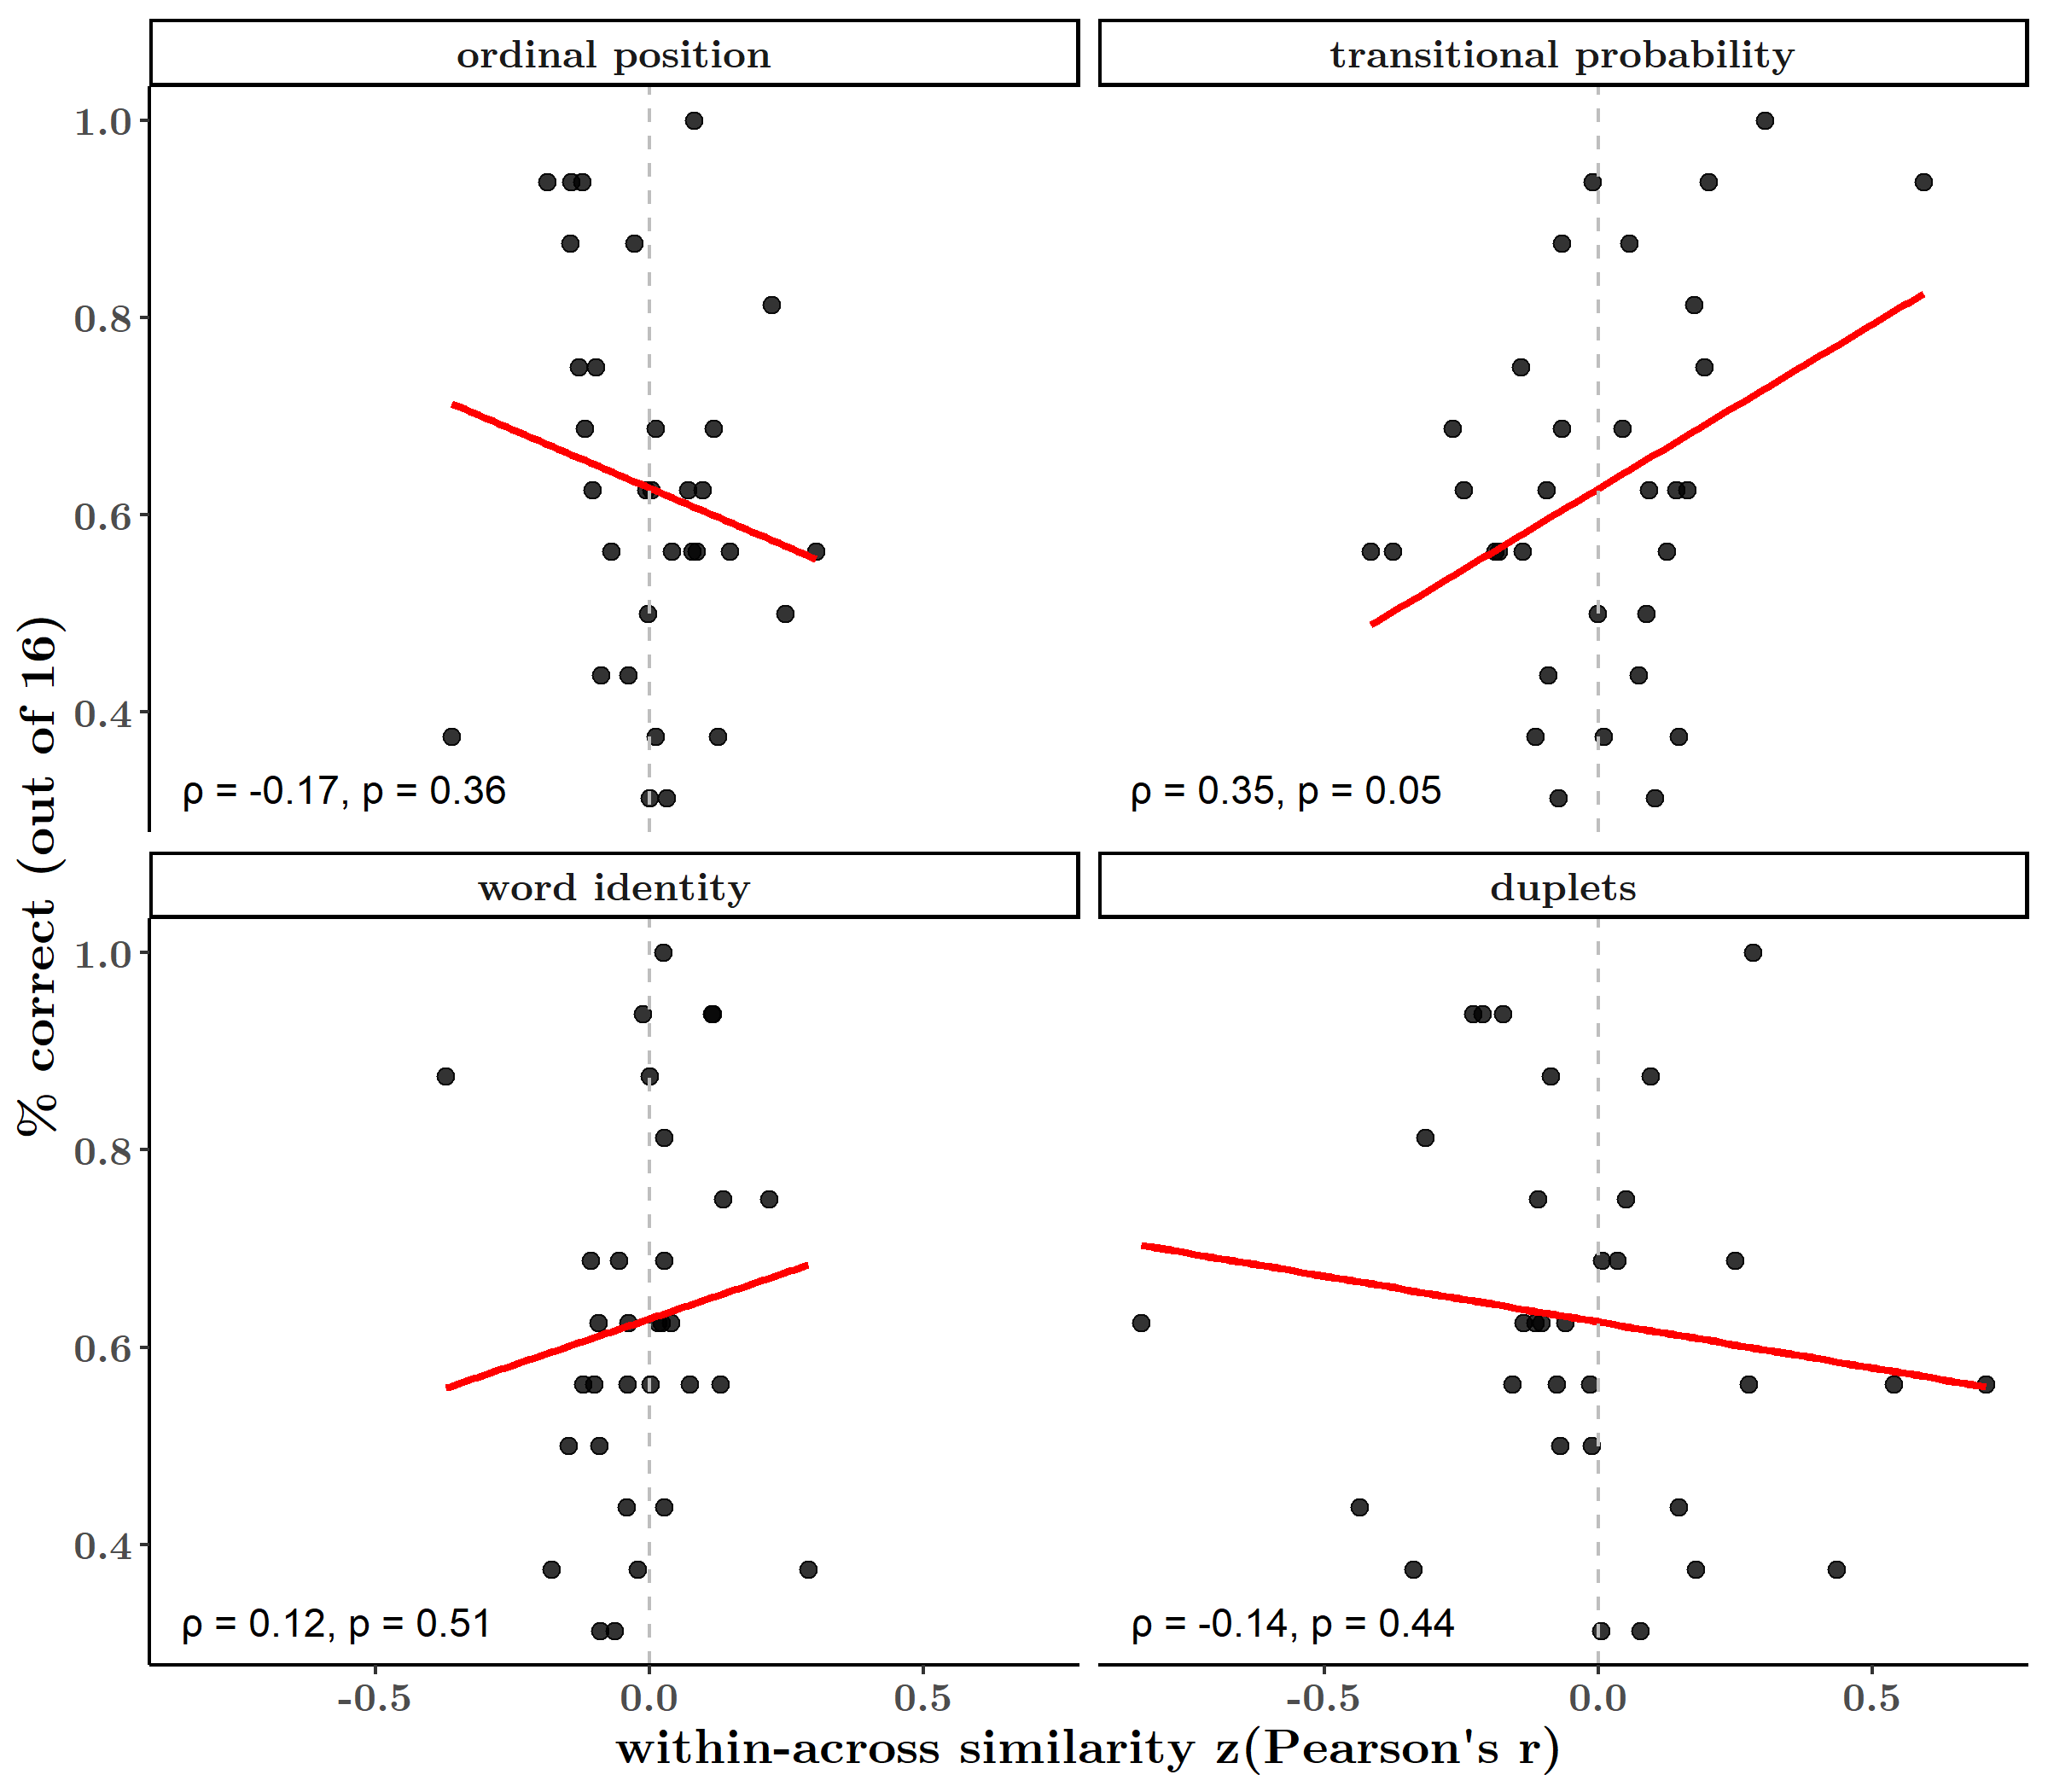 ordinal position
transitional probability
1.0
0.8
0.6
0.4
ρ = -0.17, p = 0.36
ρ = 0.35, p = 0.05
word identity
duplets
1.0
0.8
0.6
0.4
ρ = 0.12, p = 0.51
ρ = -0.14, p = 0.44
-0.5 0.0 0.5
-0.5 0.0 0.5
% correct (out of 16)
within-across similarity z(Pearson's r)